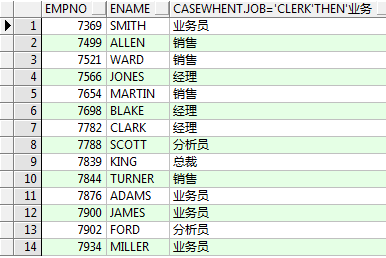 EMPNO ENAME CASEWHENT.JOB='CLERK'THEN'业务
1 7369 SMITH 业务员
2 7499 ALLEN 销售
3 7521 WARD 销售
4 7566 JONES 经理
5 7654 MARTIN 销售
6 7698 BLAKE 经理
7 7782 CLARK 经理
8 7788 SCOTT 分析员
9 7839 KING 总裁
10 7844 TURNER 销售
11 7876 ADAMS 业务员
12 7900 JAMES 业务员
13 7902 FORD 分析员
14 7934 MILLER 业务员